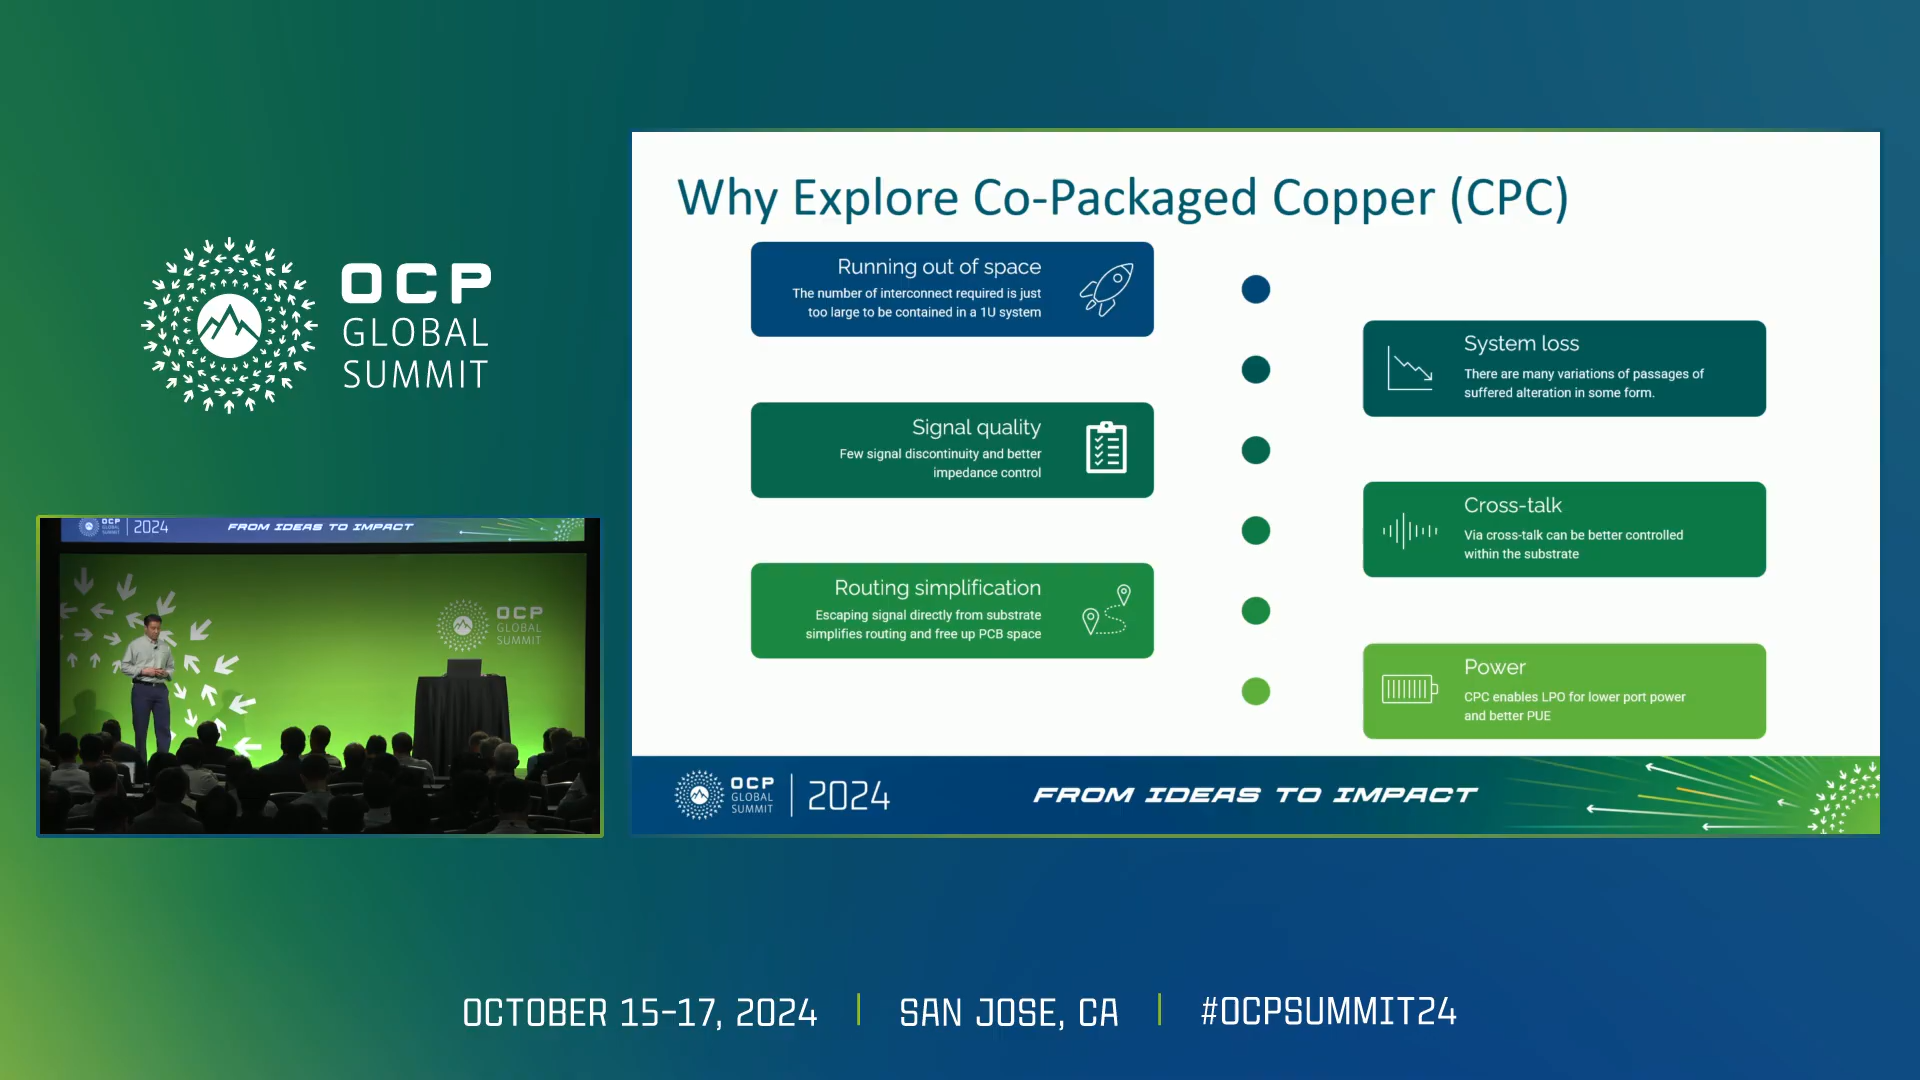 OCP
GLOBAL
SUMMIT
OCP
GLOBAL
SUMMIT
2024
FROM IDEAS TO IMPACT
OCP
GLOBAL
SUMMIT
Why Explore Co-Packaged Copper (CPC)
Running out of space
The number of interconnect required is just
too large to be contained in a 1U system
System loss
There are many variations of passages of
suffered alteration in some form.
Signal quality
Few signal discontinuity and better
impedance control
Cross-talk
Via cross-talk can be better controlled
within the substrate
Routing simplification
Escaping signal directly from substrate
simplifies routing and free up PCB space
Power
CPC enables LPO for lower port power
and better PUE
OCP
GLOBAL
SUMMIT
2024
FROM IDEAS TO IMPACT
OCTOBER 15-17, 2024
SAN JOSE, CA
#OCPSUMMIT24